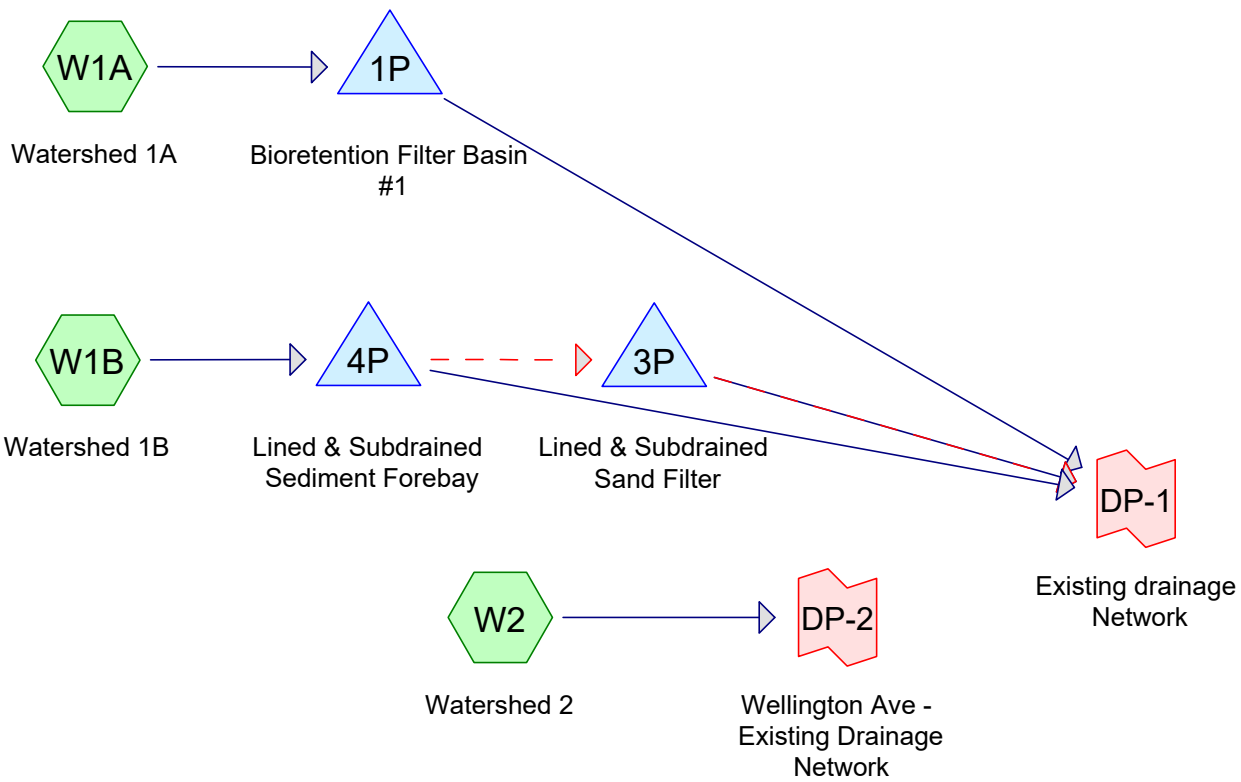 W1A
1P
Watershed 1A
Bioretention Filter Basin
#1
W1B
4P
3P
Watershed 1B
Lined & Subdrained
Sediment Forebay
Lined & Subdrained
Sand Filter
DP-1
Existing drainage
Network
W2
DP-2
Watershed 2
Wellington Ave -
Existing Drainage
Network